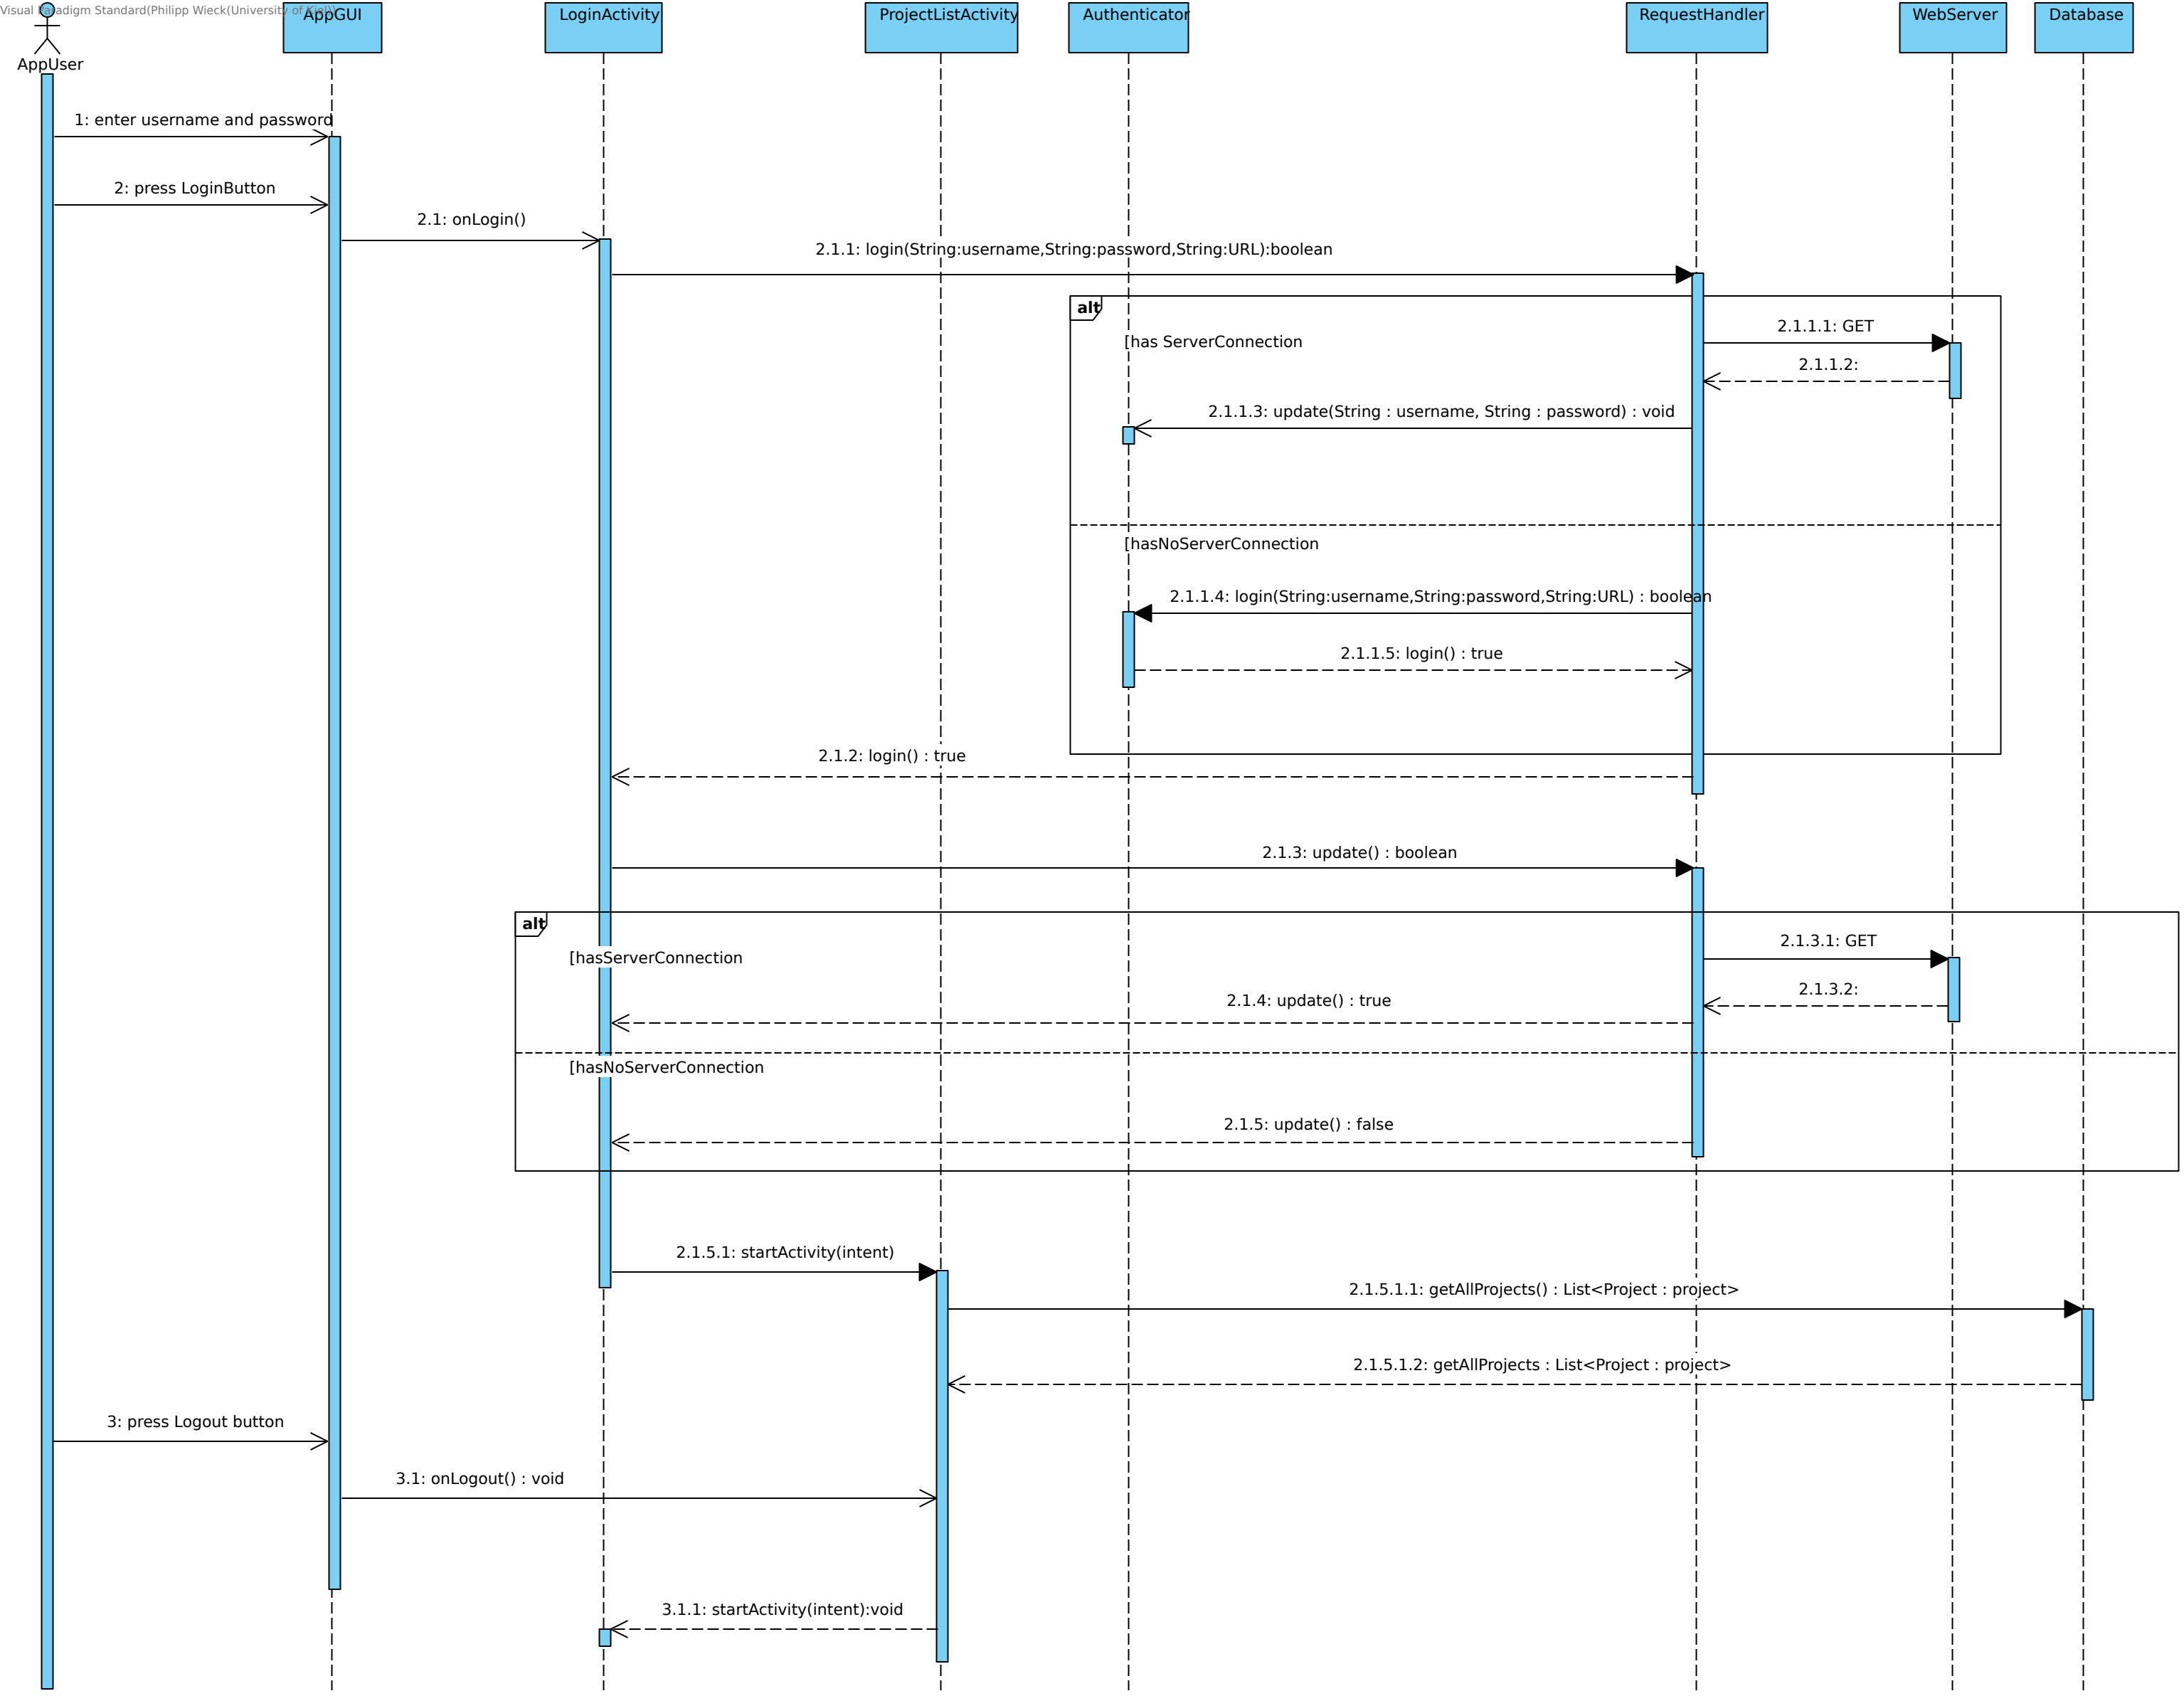 Visual Paradigm Standard(Philipp Wieck(University of Kiel))
AppUser
AppGUI
LoginActivity
ProjectListActivity
Authenticator
RequestHandler
WebServer
Database
1: enter username and password
2: press LoginButton
2.1: onLogin()
2.1.1: login(String:username,String:password,String:URL):boolean
alt
[has ServerConnection
2.1.1.1: GET
2.1.1.2:
2.1.1.3: update(String : username, String : password) : void
[hasNoServerConnection
2.1.1.4: login(String:username,String:password,String:URL) : boolean
2.1.1.5: login() : true
2.1.2: login() : true
2.1.3: update() : boolean
alt
[hasServerConnection
2.1.3.1: GET
2.1.3.2:
2.1.4: update() : true
[hasNoServerConnection
2.1.5: update() : false
2.1.5.1: startActivity(intent)
2.1.5.1.1: getAllProjects() : List<Project : project>
2.1.5.1.2: getAllProjects : List<Project : project>
3: press Logout button
3.1: onLogout() : void
3.1.1: startActivity(intent):void